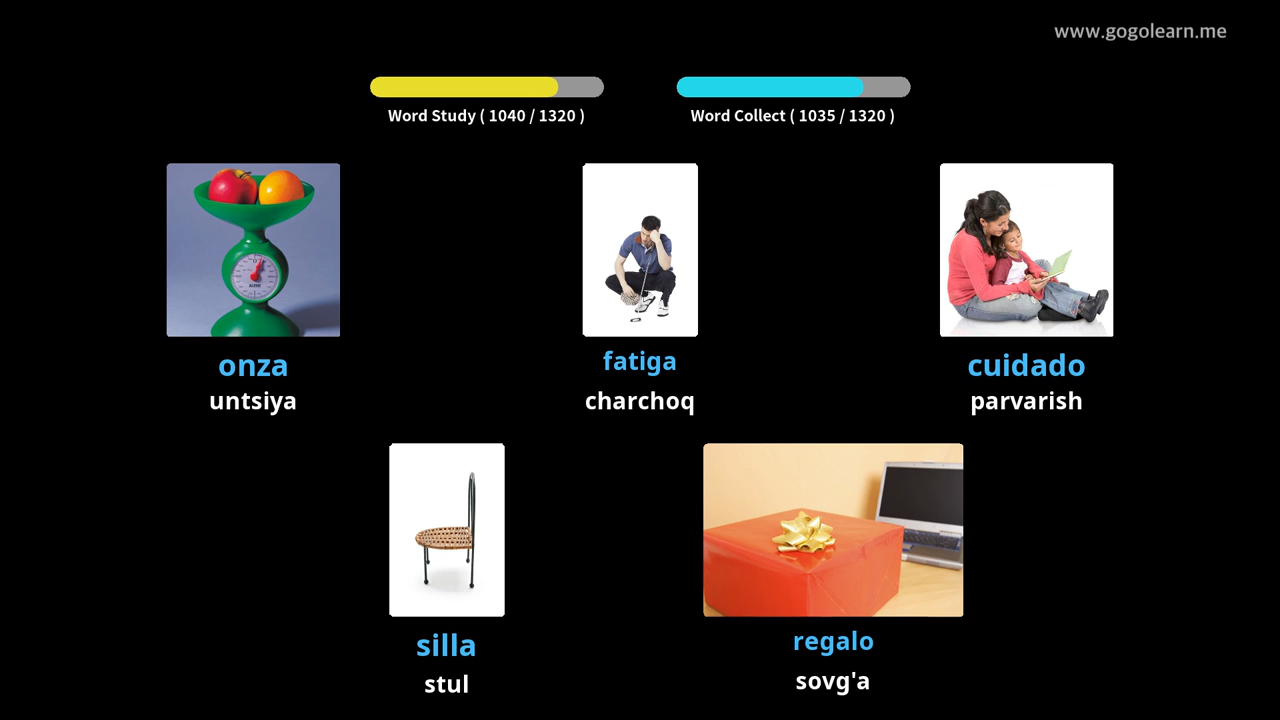 www.gogolearn.me
Word Study ( 1040 / 1320 )
Word Collect ( 1035 / 1320 )
onza
untsiya
fatiga
charchoq
cuidado
parvarish
silla
stul
regalo
sovg'a